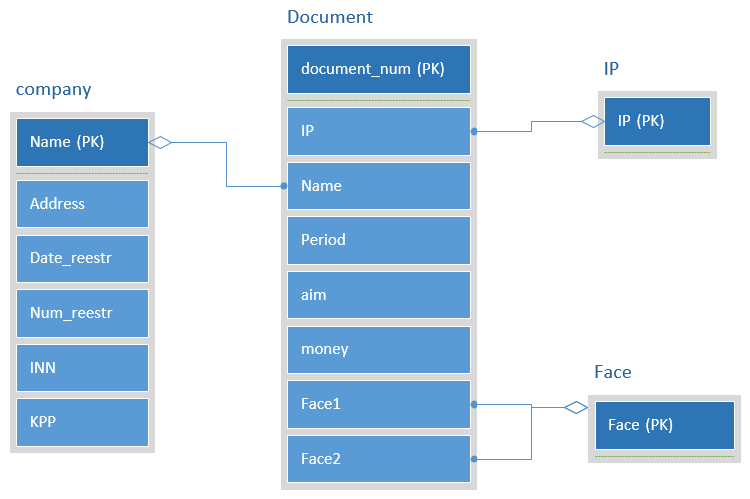 company
Name (PK)
Address
Date_reestr
Num_reestr
INN
KPP
Document
document_num (PK)
IP
Name
Period
aim
money
Face1
Face2
IP
IP (PK)
Face
Face (PK)